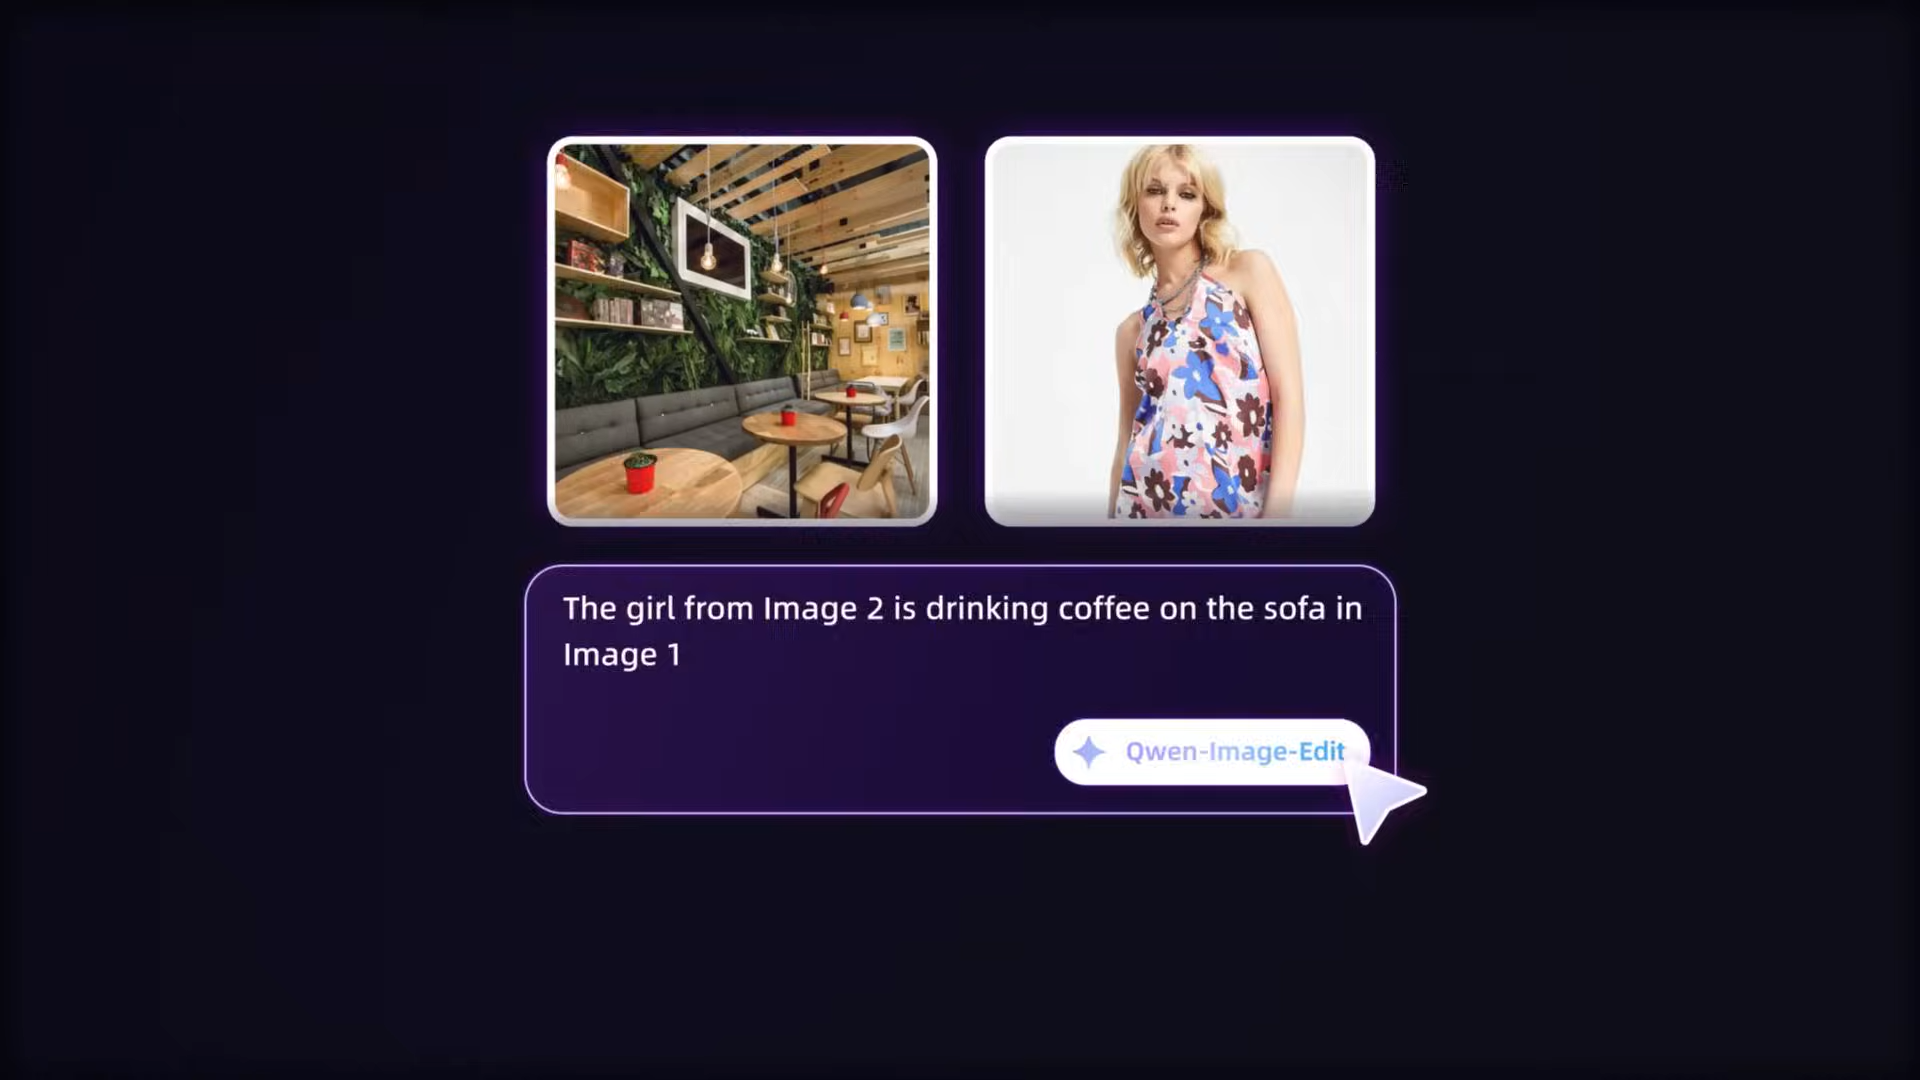 The girl from Image 2 is drinking coffee on the sofa in
Image 1
Qwen-Image-Edit